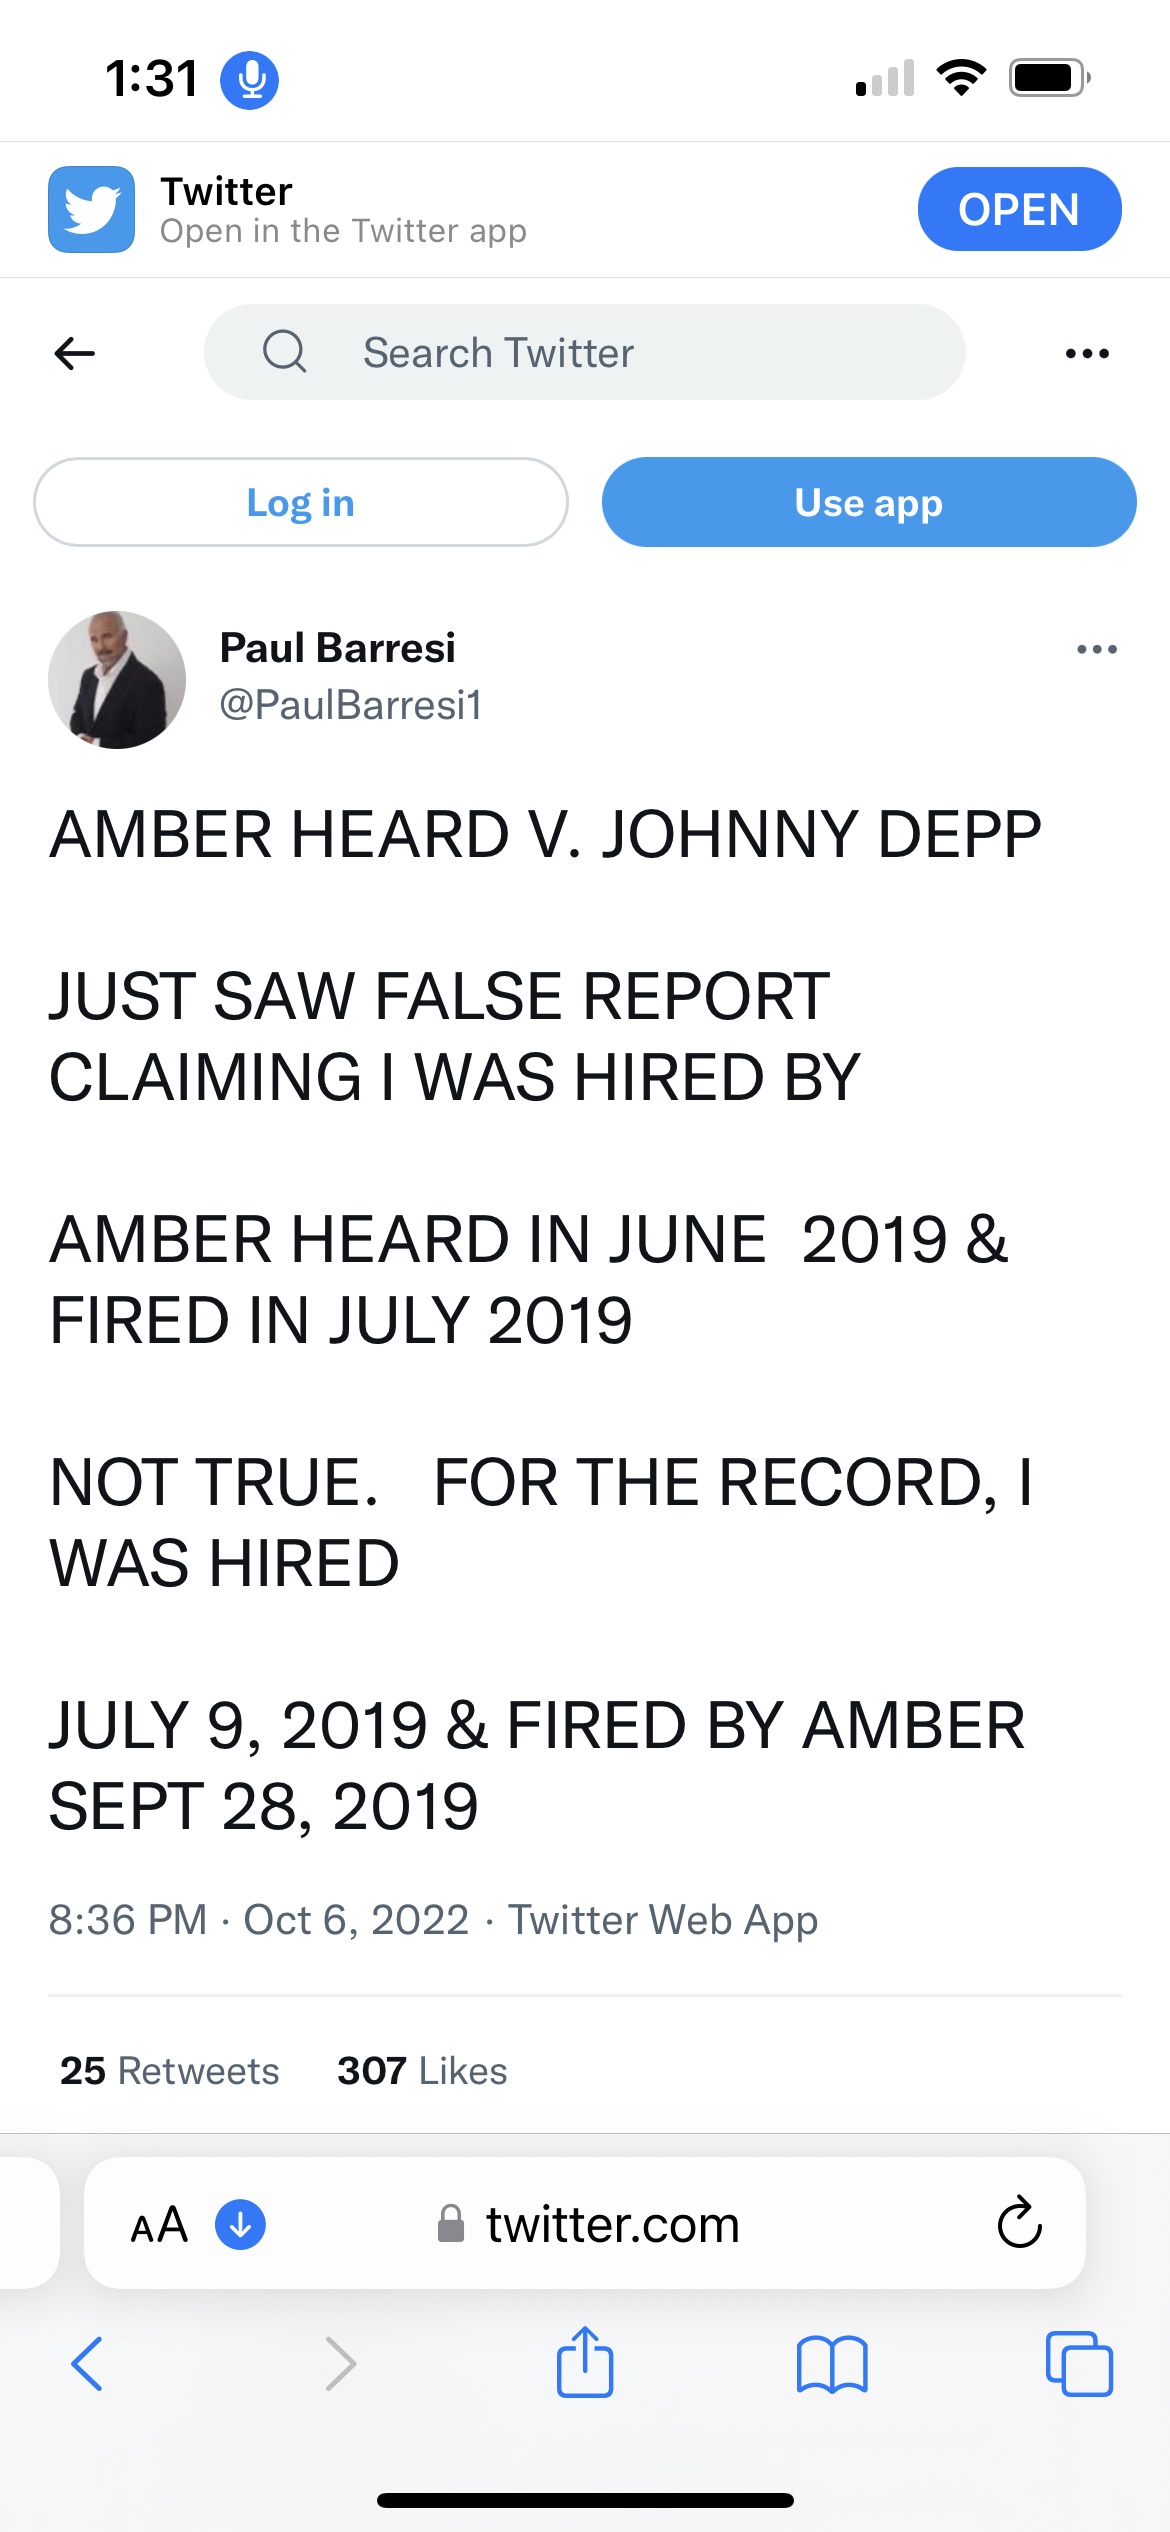 1:31
Twitter
Open in the Twitter app
OPEN
Search Twitter
Log in
Use app
Paul Barresi
@PaulBarresi1
AMBER HEARD V. JOHNNY DEPP
JUST SAW FALSE REPORT
CLAIMING I WAS HIRED BY
AMBER HEARD IN JUNE  2019 &
FIRED IN JULY 2019
NOT TRUE.   FOR THE RECORD, I
WAS HIRED
JULY 9, 2019 & FIRED BY AMBER
SEPT 28, 2019
8:36 PM · Oct 6, 2022 · Twitter Web App
25 Retweets 307 Likes
AA twitter.com